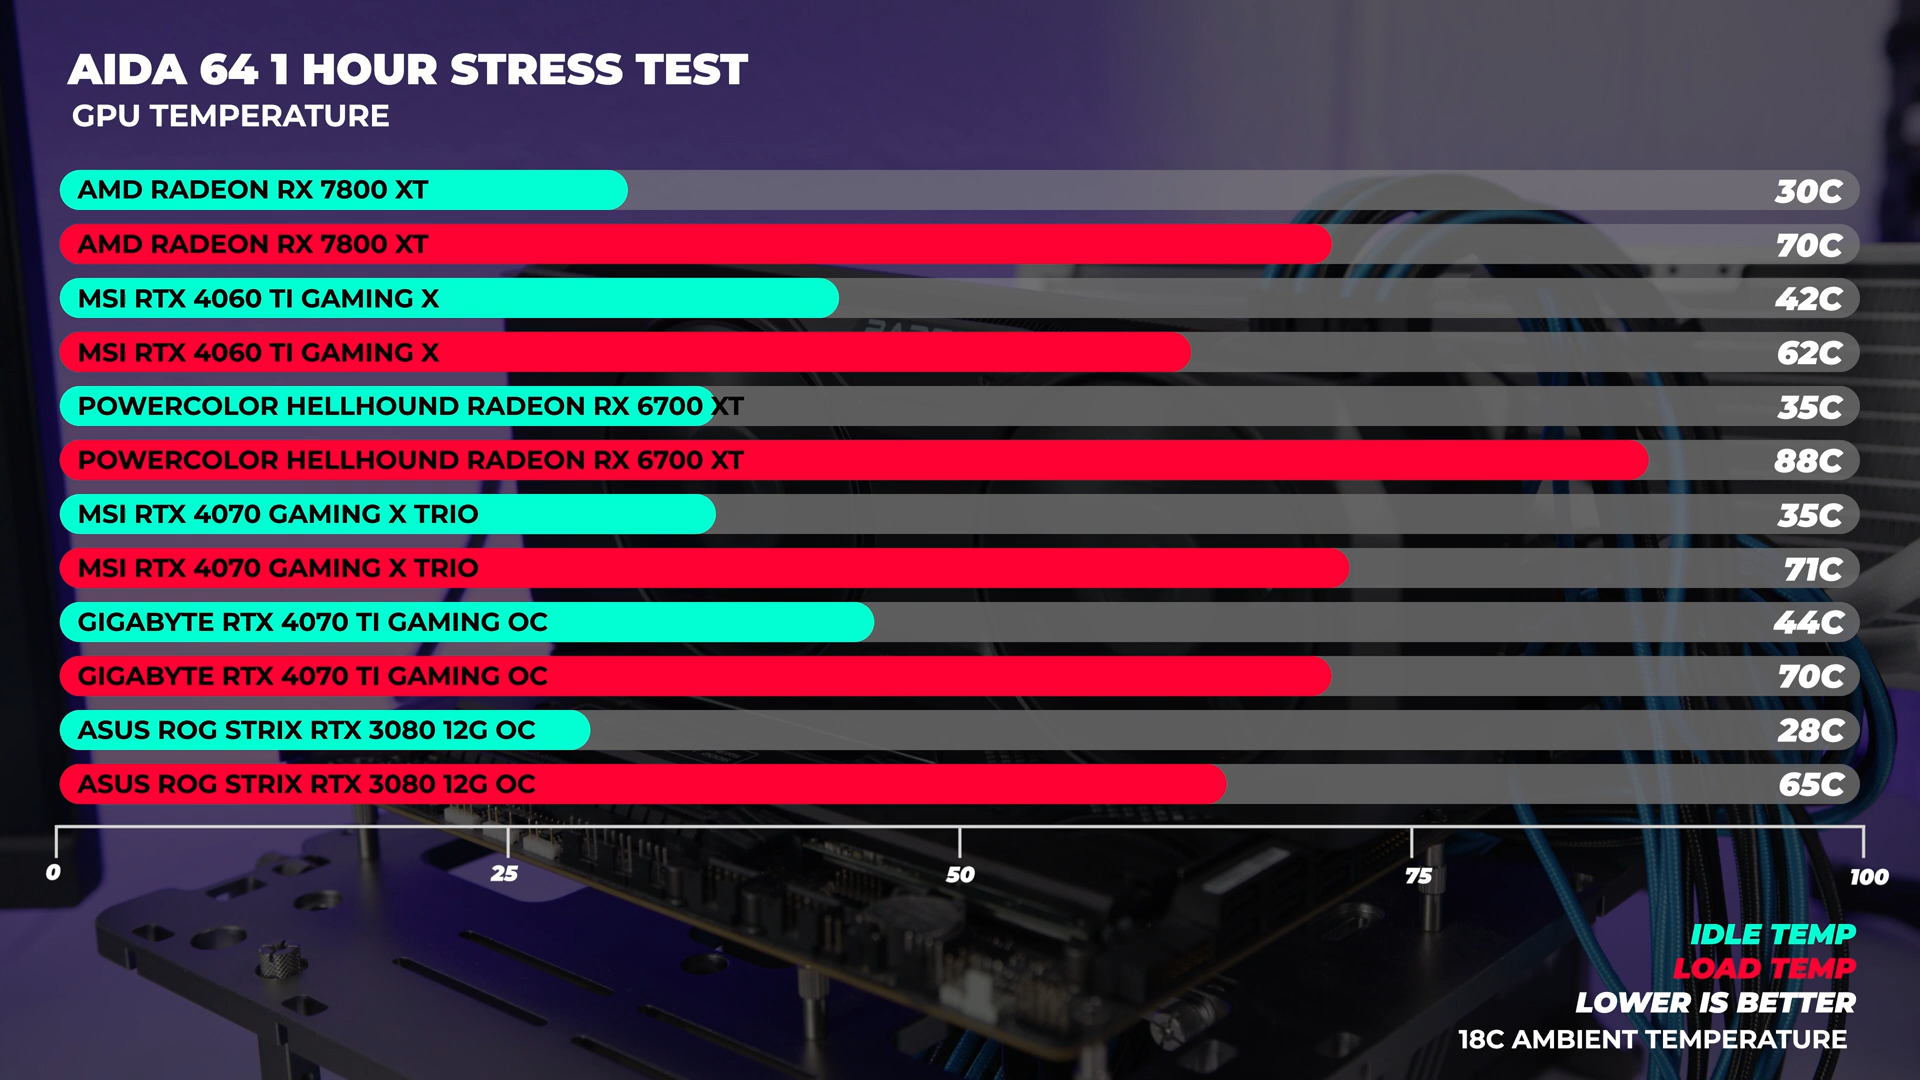 AIDA 64 1 HOUR STRESS TEST
GPU TEMPERATURE
AMD RADEON RX 7800 XT 30C
AMD RADEON RX 7800 XT 70C
MSI RTX 4060 TI GAMING X 42C
MSI RTX 4060 TI GAMING X 62C
POWERCOLOR HELLHOUND RADEON RX 6700 XT 35C
POWERCOLOR HELLHOUND RADEON RX 6700 XT 88C
MSI RTX 4070 GAMING X TRIO 35C
MSI RTX 4070 GAMING X TRIO 71C
GIGABYTE RTX 4070 TI GAMING OC 44C
GIGABYTE RTX 4070 TI GAMING OC 70C
ASUS ROG STRIX RTX 3080 12G OC 28C
ASUS ROG STRIX RTX 3080 12G OC 65C
0 25 50 75 100
IDLE TEMP
LOAD TEMP
LOWER IS BETTER
18C AMBIENT TEMPERATURE